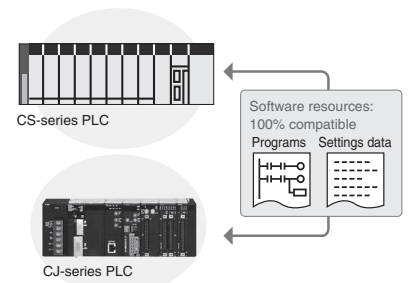 CS-series PLC
Software resources:
100% compatible
Programs Settings data
CJ-series PLC